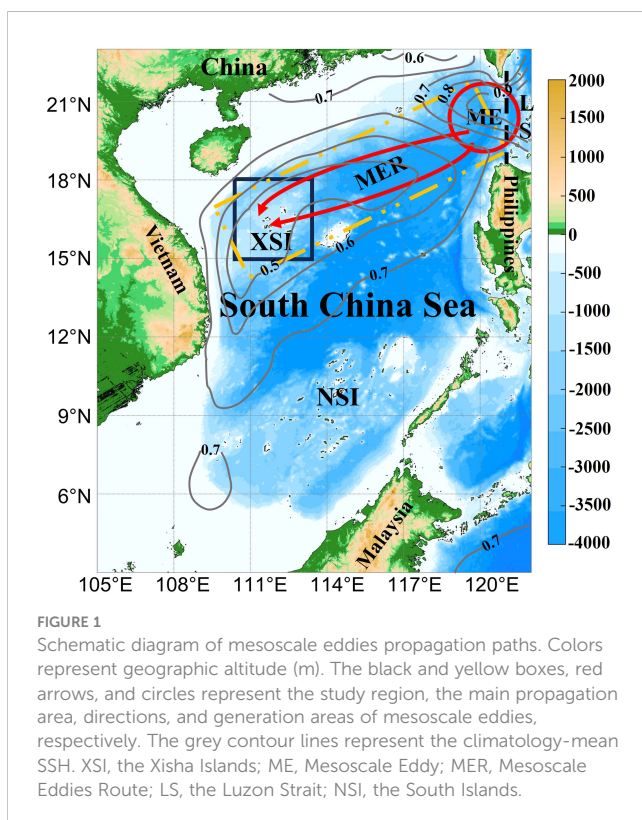 China
0.6
0.7
0.7
0.8
0.9
ME
L
S
MER
XSI
0.5
0.6
0.7
Vietnam
Philippines
South China Sea
NSI
0.7
Malaysia
0.7
21°N
18°N
15°N
12°N
9°N
6°N
105°E 108°E 111°E 114°E 117°E 120°E
2000
1500
1000
500
0
-500
-1000
-1500
-2000
-2500
-3000
-3500
-4000
FIGURE 1
Schematic diagram of mesoscale eddies propagation paths. Colors
represent geographic altitude (m). The black and yellow boxes, red
arrows, and circles represent the study region, the main propagation
area, directions, and generation areas of mesoscale eddies,
respectively. The grey contour lines represent the climatology-mean
SSH. XSI, the Xisha Islands; ME, Mesoscale Eddy; MER, Mesoscale
Eddies Route; LS, the Luzon Strait; NSI, the South Islands.